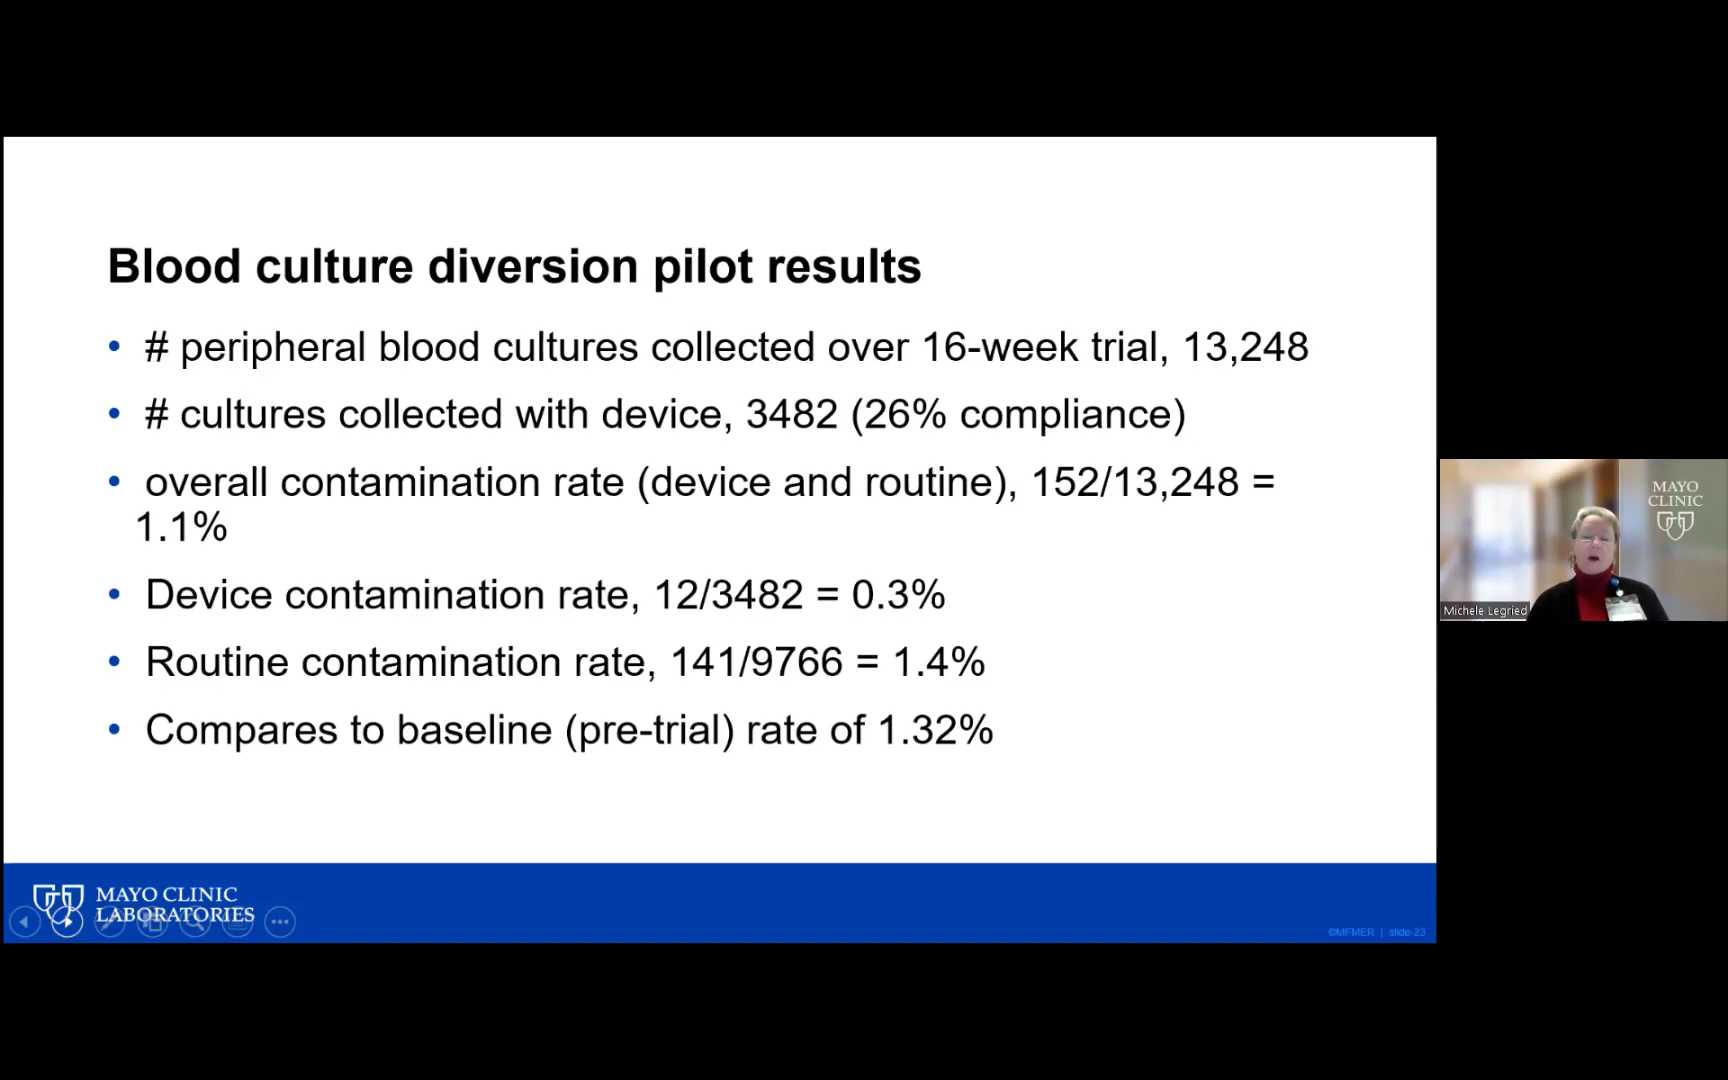 Blood culture diversion pilot results
• # peripheral blood cultures collected over 16-week trial, 13,248
• # cultures collected with device, 3482 (26% compliance)
• overall contamination rate (device and routine), 152/13,248 =
1.1%
• Device contamination rate, 12/3482 = 0.3%
• Routine contamination rate, 141/9766 = 1.4%
• Compares to baseline (pre-trial) rate of 1.32%
MAYO CLINIC
LABORATORIES
©MFMER | slide-23
MAYO
CLINIC
Michele Legried